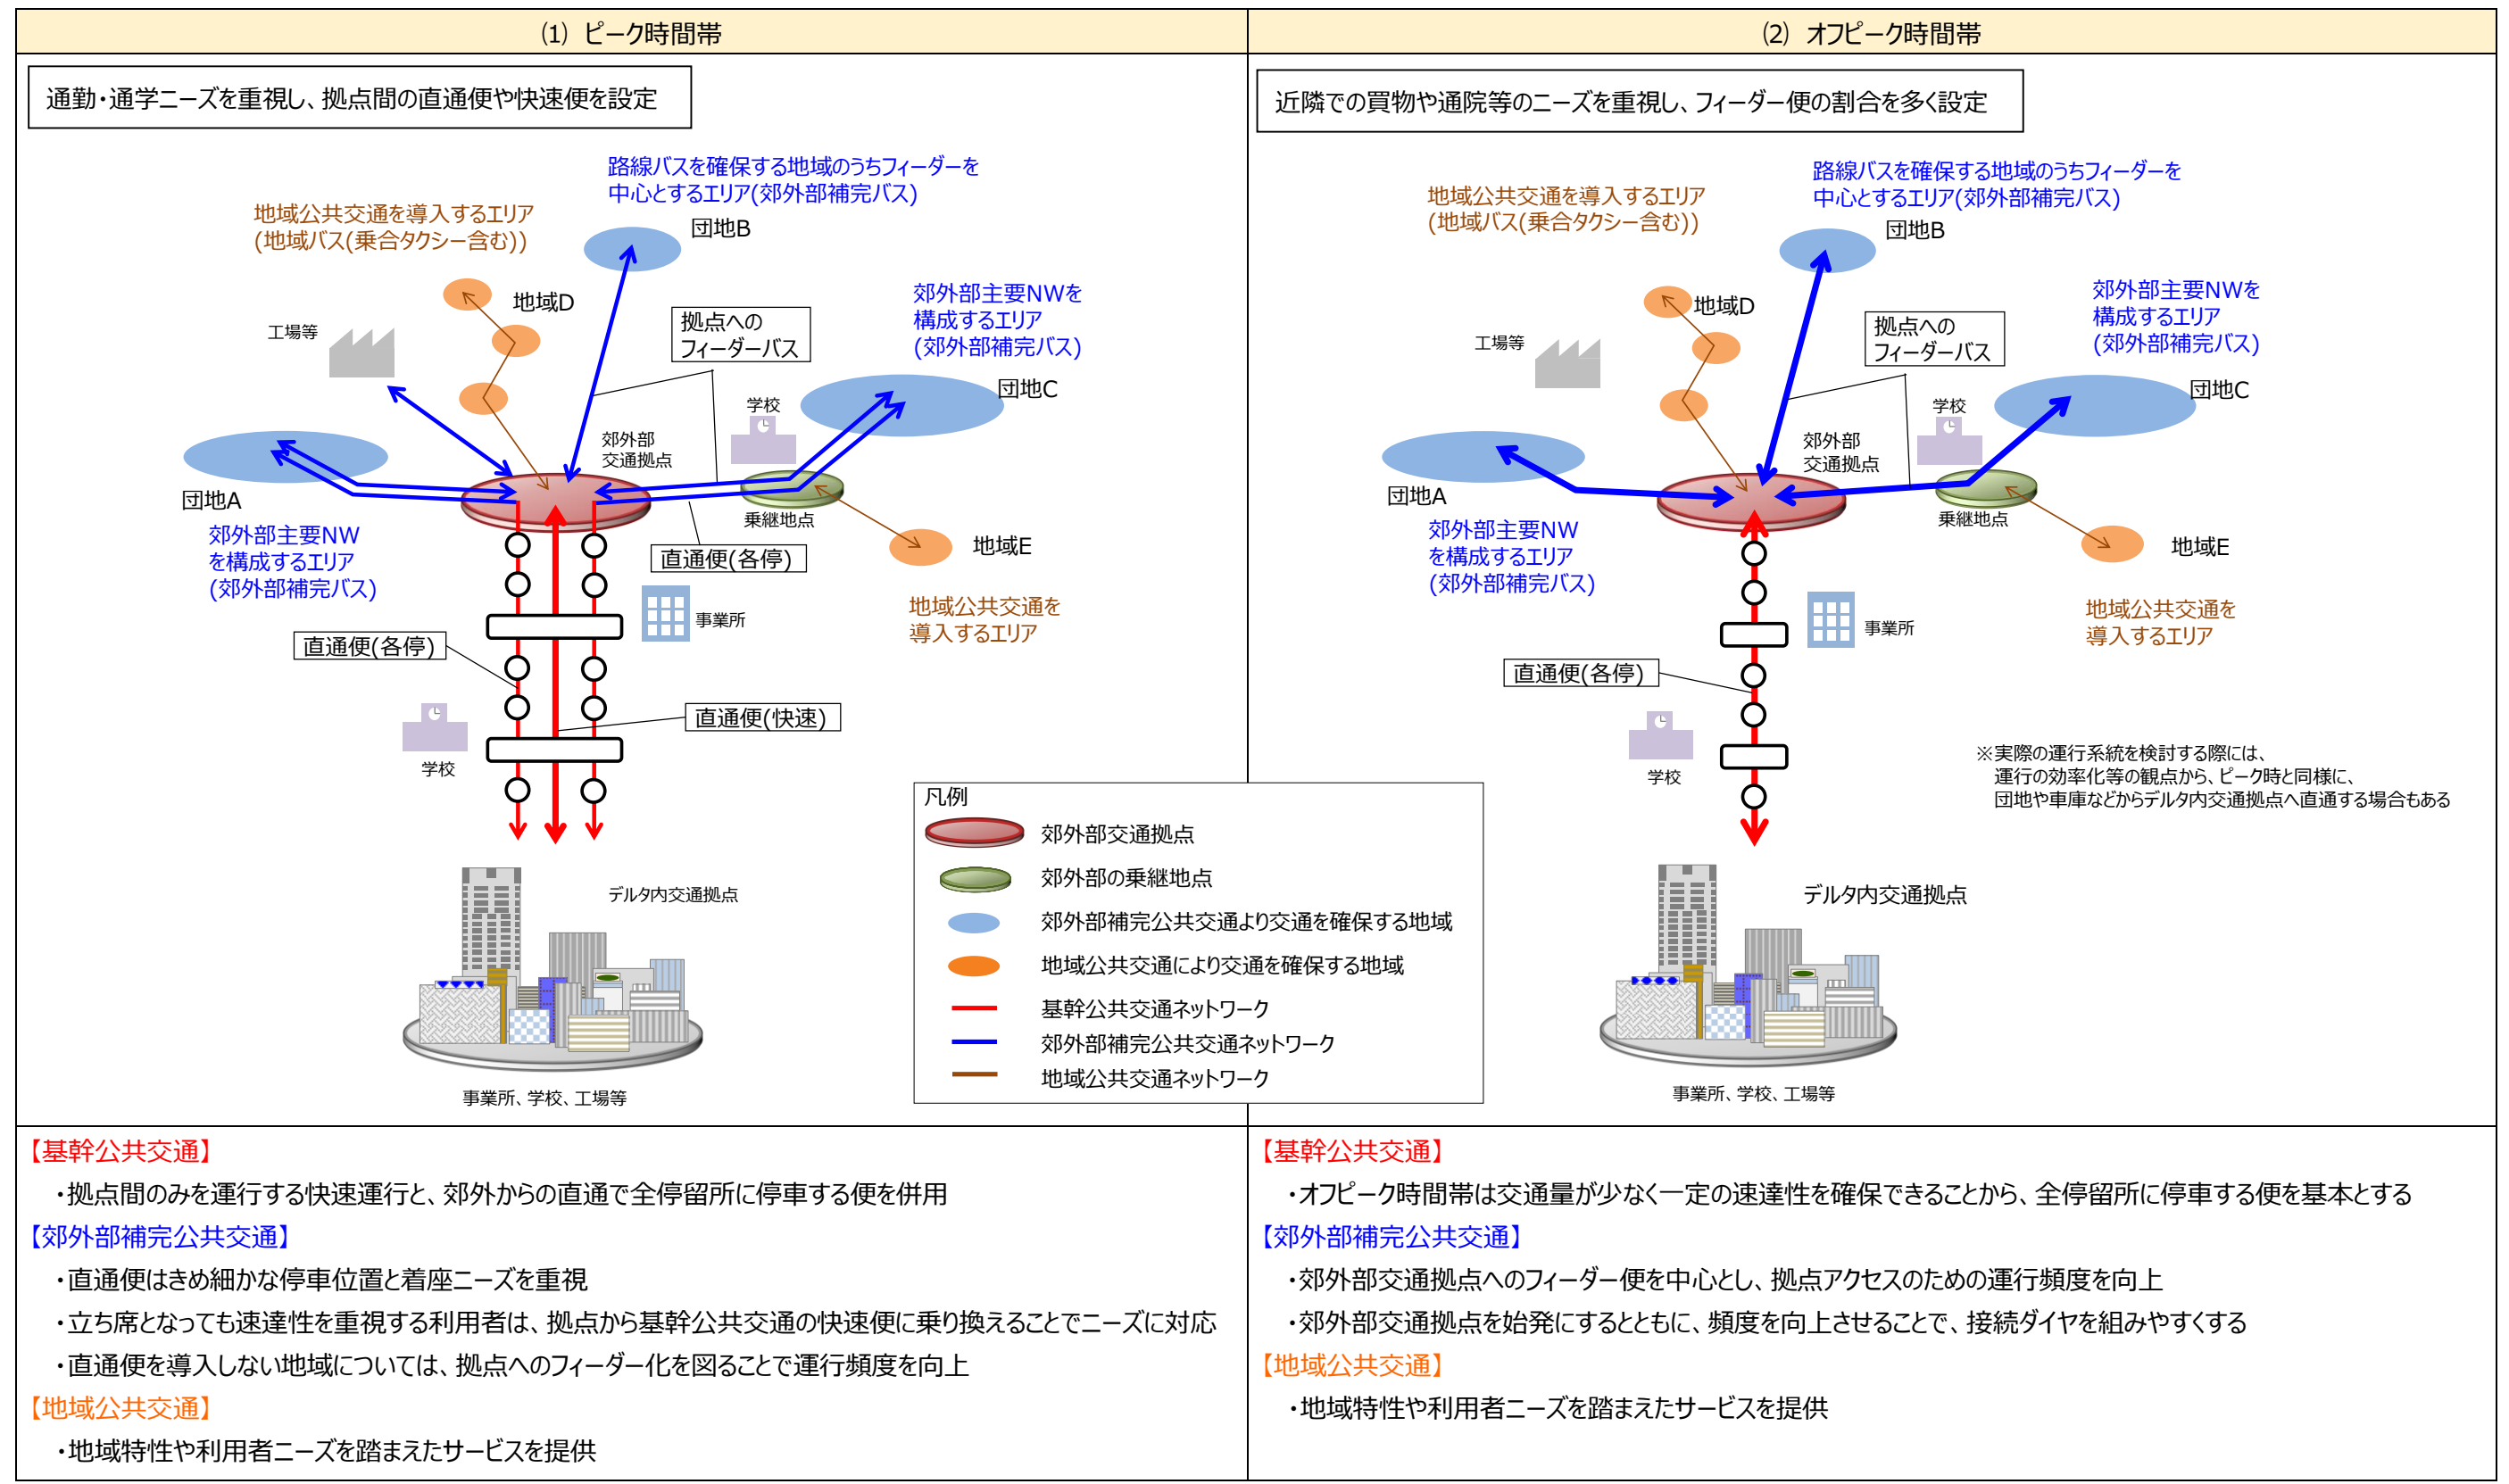 (1) ピーク時間帯
通勤・通学ニーズを重視し、拠点間の直通便や快速便を設定
路線バスを確保する地域のうちフィーダーを
中心とするエリア(郊外部補完バス)
地域公共交通を導入するエリア
(地域バス(乗合タクシー含む))
団地B
地域D
工場等
拠点への
フィーダーバス
郊外部主要NWを
構成するエリア
(郊外部補完バス)
団地C
学校
郊外部
交通拠点
団地A
乗継地点
郊外部主要NW
を構成するエリア
(郊外部補完バス)
直通便(各停)
地域E
事業所
地域公共交通を
導入するエリア
直通便(各停)
直通便(快速)
学校
デルタ内交通拠点
事業所、学校、工場等
凡例
郊外部交通拠点
郊外部の乗継地点
郊外部補完公共交通より交通を確保する地域
地域公共交通により交通を確保する地域
基幹公共交通ネットワーク
郊外部補完公共交通ネットワーク
地域公共交通ネットワーク
【基幹公共交通】
・拠点間のみを運行する快速運行と、郊外からの直通で全停留所に停車する便を併用
【郊外部補完公共交通】
・直通便はきめ細かな停車位置と着座ニーズを重視
・立ち席となっても速達性を重視する利用者は、拠点から基幹公共交通の快速便に乗り換えることでニーズに対応
・直通便を導入しない地域については、拠点へのフィーダー化を図ることで運行頻度を向上
【地域公共交通】
・地域特性や利用者ニーズを踏まえたサービスを提供
(2) オフピーク時間帯
近隣での買物や通院等のニーズを重視し、フィーダー便の割合を多く設定
路線バスを確保する地域のうちフィーダーを
中心とするエリア(郊外部補完バス)
地域公共交通を導入するエリア
(地域バス(乗合タクシー含む))
団地B
地域D
工場等
拠点への
フィーダーバス
郊外部主要NWを
構成するエリア
(郊外部補完バス)
団地C
学校
郊外部
交通拠点
団地A
乗継地点
郊外部主要NW
を構成するエリア
(郊外部補完バス)
地域E
事業所
地域公共交通を
導入するエリア
直通便(各停)
学校
※実際の運行系統を検討する際には、
運行の効率化等の観点から、ピーク時と同様に、
団地や車庫などからデルタ内交通拠点へ直通する場合もある
デルタ内交通拠点
事業所、学校、工場等
【基幹公共交通】
・オフピーク時間帯は交通量が少なく一定の速達性を確保できることから、全停留所に停車する便を基本とする
【郊外部補完公共交通】
・郊外部交通拠点へのフィーダー便を中心とし、拠点アクセスのための運行頻度を向上
・郊外部交通拠点を始発にするとともに、頻度を向上させることで、接続ダイヤを組みやすくする
【地域公共交通】
・地域特性や利用者ニーズを踏まえたサービスを提供